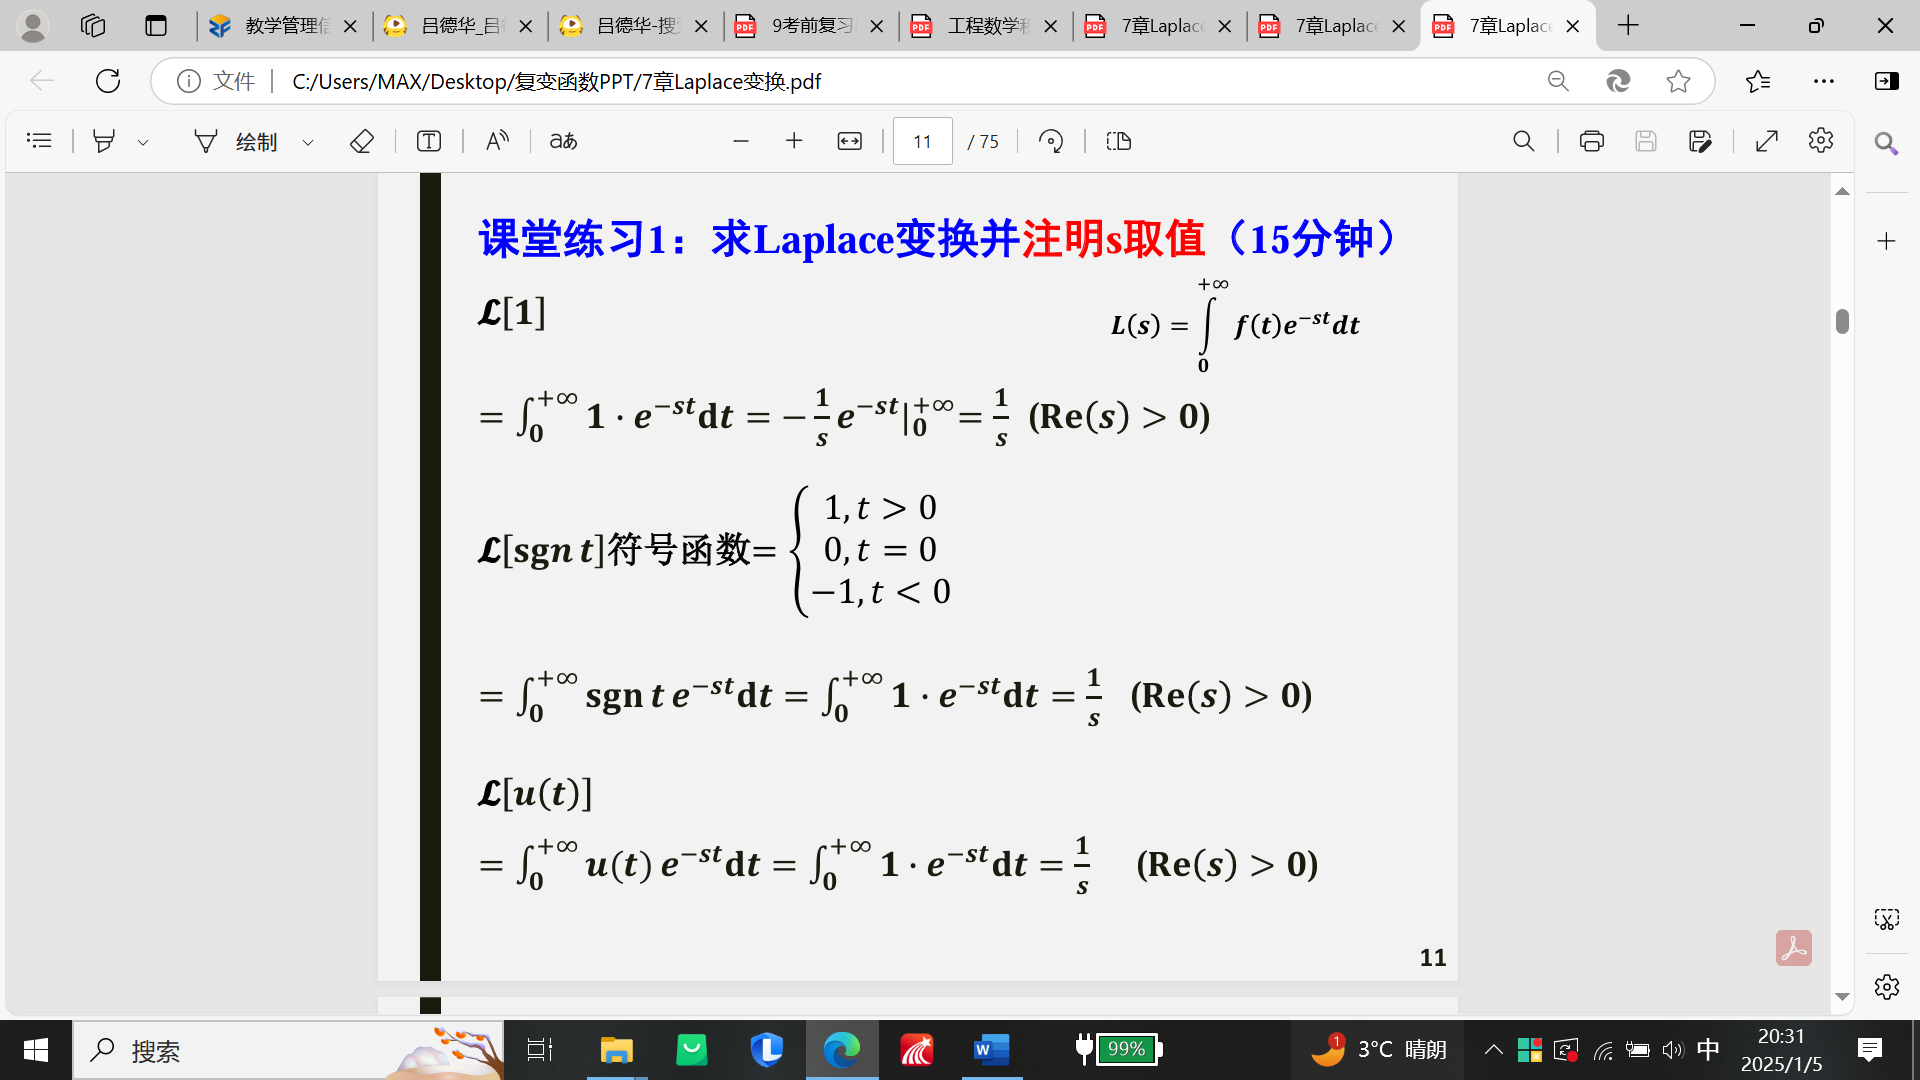 教学管理信
吕德华_吕
吕德华-搜
9考前复习
工程数学
7章Laplace
7章Laplace
7章Laplace
文件
C:/Users/MAX/Desktop/复变函数PPT/7章Laplace变换.pdf
绘制
aあ
11 / 75
课堂练习1：求Laplace变换并注明s取值（15分钟）
ℒ[1]
L(s) = ∫_0^{+∞} f(t)e^{-st}dt
= ∫_0^{+∞} 1 · e^{-st}dt = −1/s e^{-st}|_0^{+∞} = 1/s (Re(s) > 0)
ℒ[sgn t]符号函数= { 1, t > 0
0, t = 0
−1, t < 0
= ∫_0^{+∞} sgn t e^{-st}dt = ∫_0^{+∞} 1 · e^{-st}dt = 1/s (Re(s) > 0)
ℒ[u(t)]
= ∫_0^{+∞} u(t) e^{-st}dt = ∫_0^{+∞} 1 · e^{-st}dt = 1/s (Re(s) > 0)
11
搜索
99%
1
3°C 晴朗
中
20:31
2025/1/5